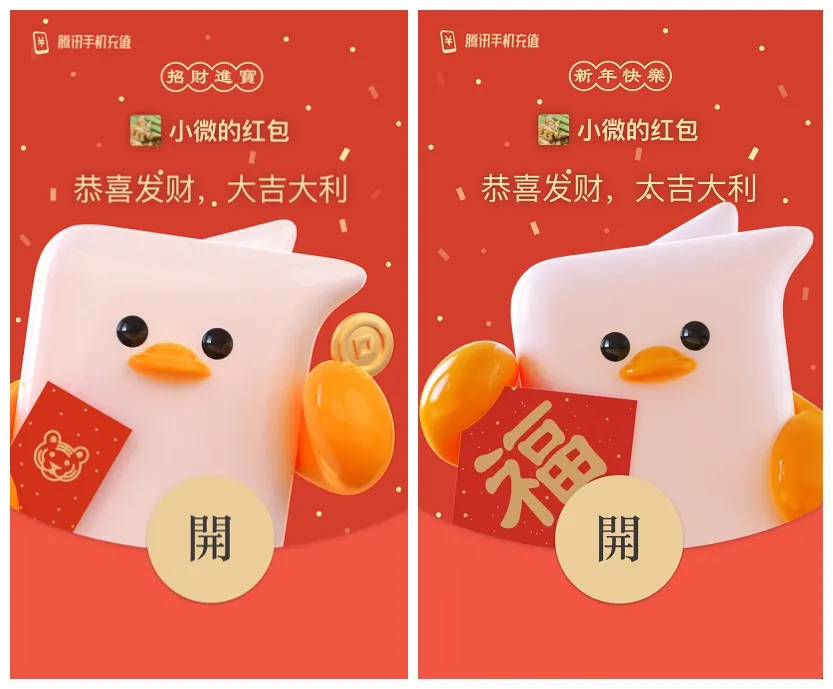 腾讯手机充值
招財進寶
小微的红包
恭喜发财，大吉大利
開
腾讯手机充值
新年快樂
小微的红包
恭喜发财，大吉大利
福
開